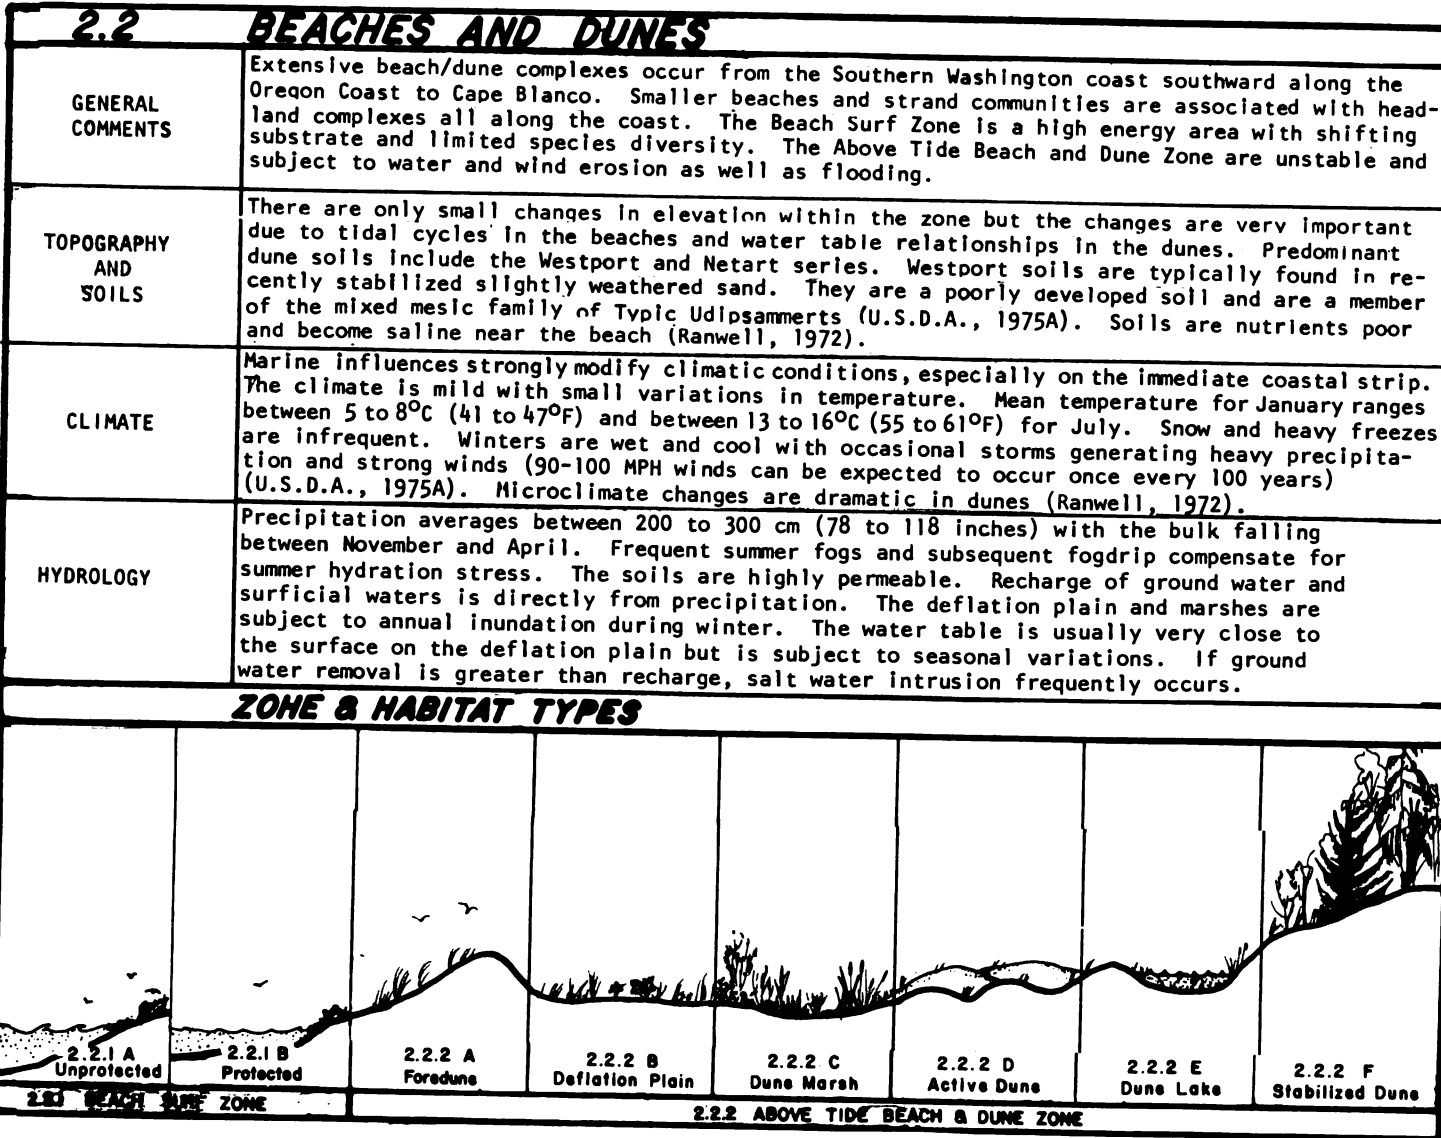 2.2 BEACHES AND DUNES
GENERAL
COMMENTS
Extensive beach/dune complexes occur from the Southern Washington coast southward along the
Oregon Coast to Cape Blanco. Smaller beaches and strand communities are associated with head-
land complexes all along the coast. The Beach Surf Zone is a high energy area with shifting
substrate and limited species diversity. The Above Tide Beach and Dune Zone are unstable and
subject to water and wind erosion as well as flooding.
TOPOGRAPHY
AND
SOILS
There are only small changes in elevation within the zone but the changes are very important
due to tidal cycles in the beaches and water table relationships in the dunes. Predominant
dune soils include the Westport and Netart series. Westport soils are typically found in re-
cently stabilized slightly weathered sand. They are a poorly developed soil and are a member
of the mixed mesic family of Typic Udipsammerts (U.S.D.A., 1975A). Soils are nutrients poor
and become saline near the beach (Ranwell, 1972).
CLIMATE
Marine influences strongly modify climatic conditions, especially on the immediate coastal strip.
The climate is mild with small variations in temperature. Mean temperature for January ranges
between 5 to 8°C (41 to 47°F) and between 13 to 16°C (55 to 61°F) for July. Snow and heavy freezes
are infrequent. Winters are wet and cool with occasional storms generating heavy precipita-
tion and strong winds (90-100 MPH winds can be expected to occur once every 100 years)
(U.S.D.A., 1975A). Microclimate changes are dramatic in dunes (Ranwell, 1972).
HYDROLOGY
Precipitation averages between 200 to 300 cm (78 to 118 inches) with the bulk falling
between November and April. Frequent summer fogs and subsequent fogdrip compensate for
summer hydration stress. The soils are highly permeable. Recharge of ground water and
surficial waters is directly from precipitation. The deflation plain and marshes are
subject to annual inundation during winter. The water table is usually very close to
the surface on the deflation plain but is subject to seasonal variations. If ground
water removal is greater than recharge, salt water intrusion frequently occurs.
ZONE & HABITAT TYPES
2.2.1 A
Unprotected
2.2.1 B
Protected
2.2.2 A
Foredune
2.2.2 B
Deflation Plain
2.2.2 C
Dune Marsh
2.2.2 D
Active Dune
2.2.2 E
Dune Lake
2.2.2 F
Stabilized Dune
2.2.1 BEACH SURF ZONE
2.2.2 ABOVE TIDE BEACH & DUNE ZONE